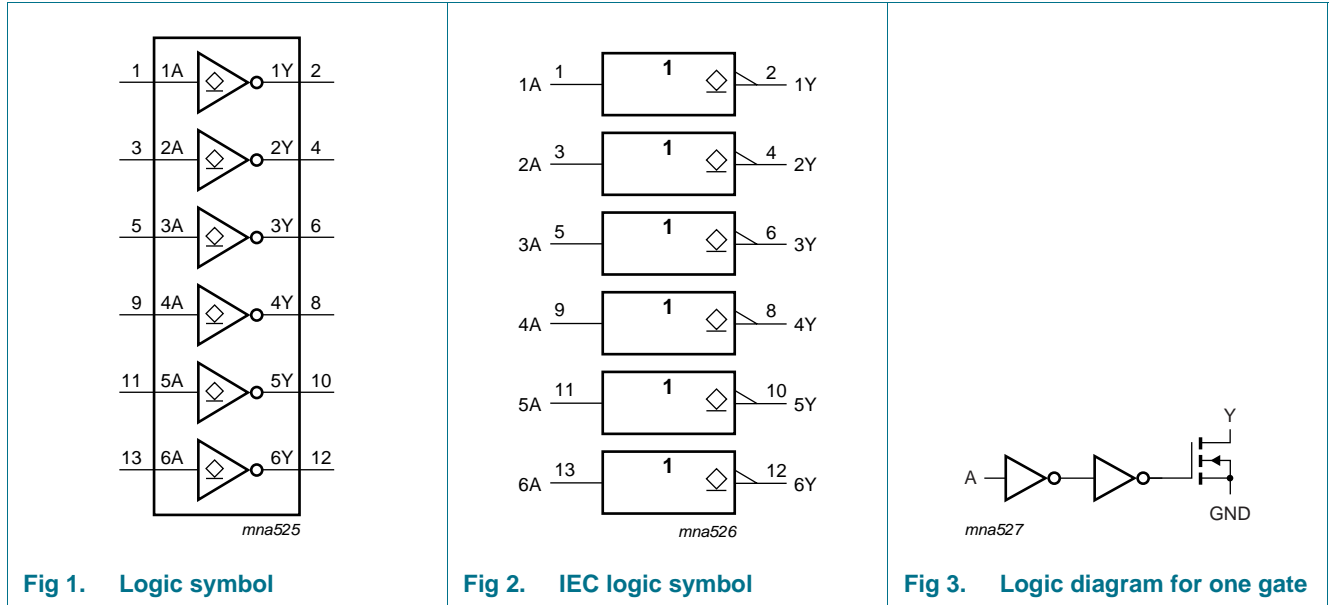 1 1A 1Y 2
3 2A 2Y 4
5 3A 3Y 6
9 4A 4Y 8
11 5A 5Y 10
13 6A 6Y 12
mna525
Fig 1. Logic symbol
1A 1 1 2 1Y
2A 3 1 4 2Y
3A 5 1 6 3Y
4A 9 1 8 4Y
5A 11 1 10 5Y
6A 13 1 12 6Y
mna526
Fig 2. IEC logic symbol
Y
A
GND
mna527
Fig 3. Logic diagram for one gate